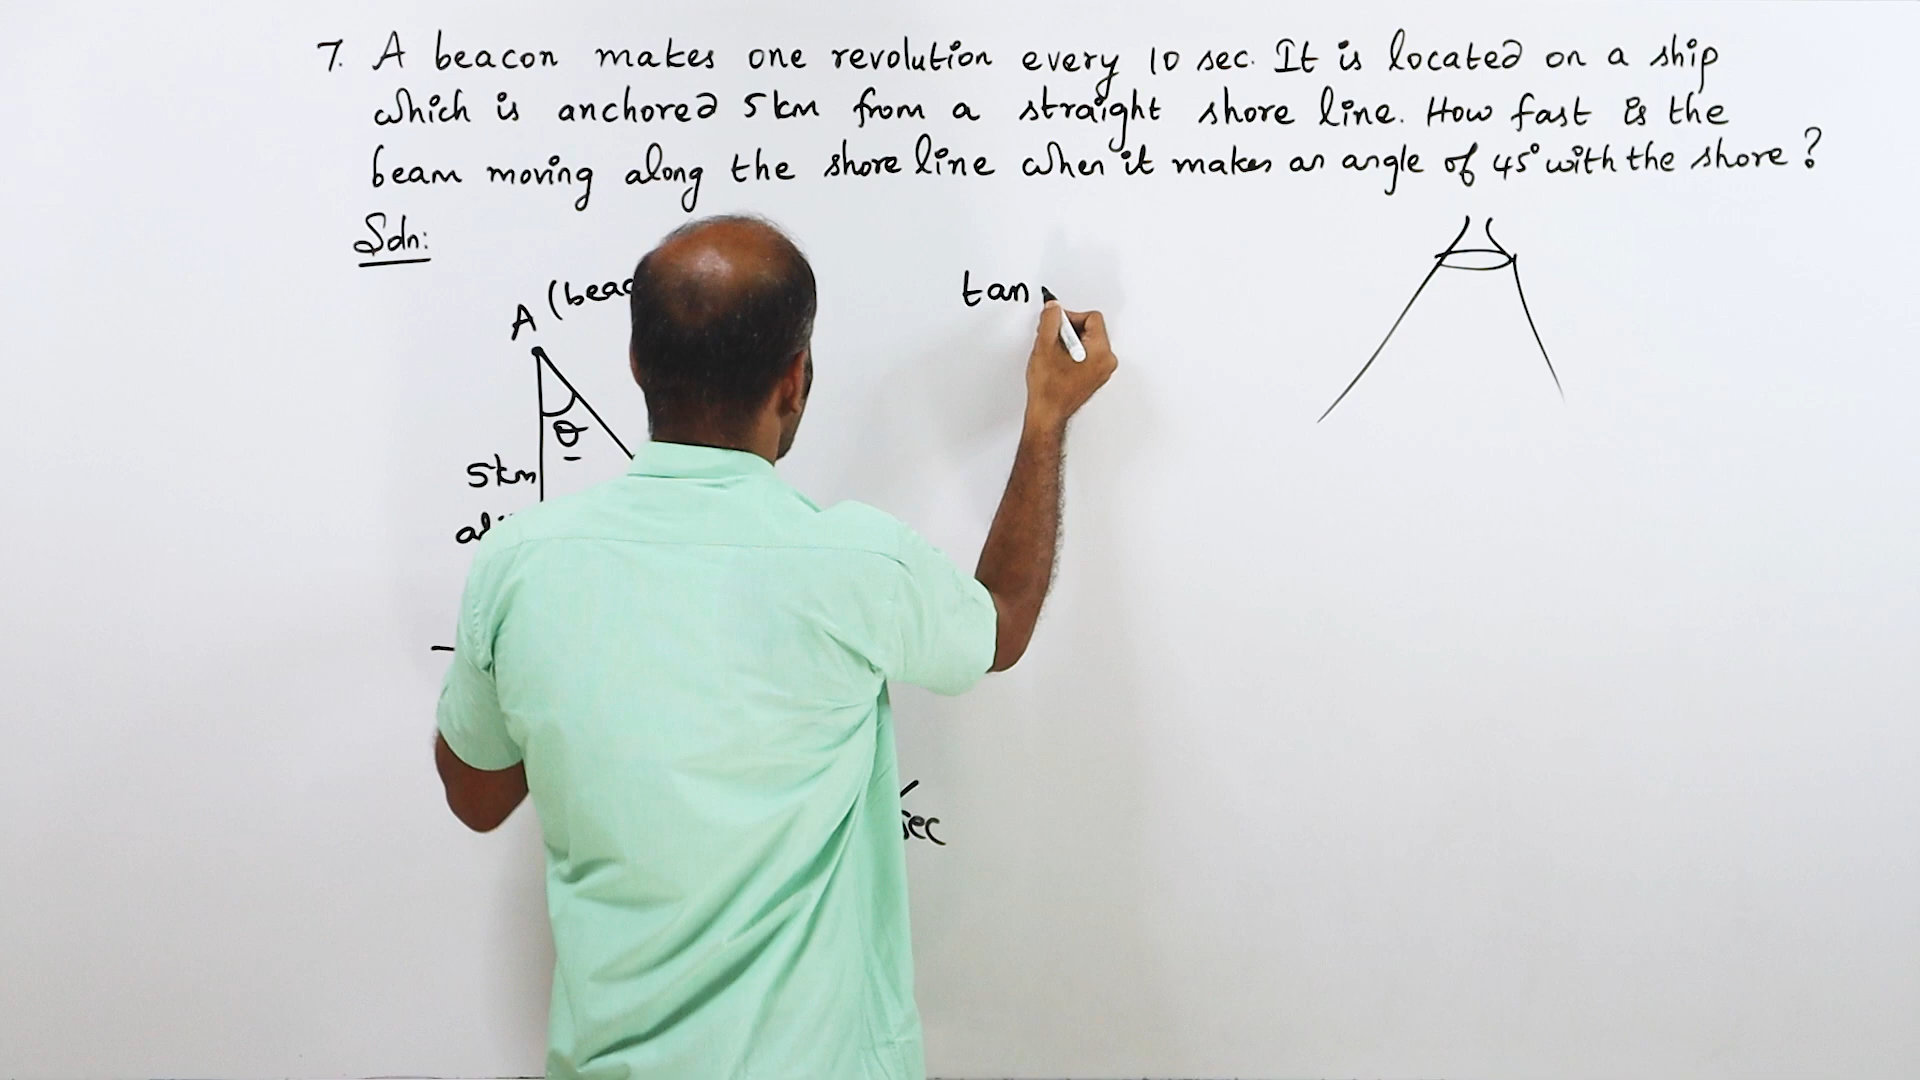 7. A beacon makes one revolution every 10 sec. It is located on a ship
which is anchored 5km from a straight shore line. How fast is the
beam moving along the shore line when it makes an angle of 45° with the shore?
Soln:
A (beac
tan
θ
5km
sec